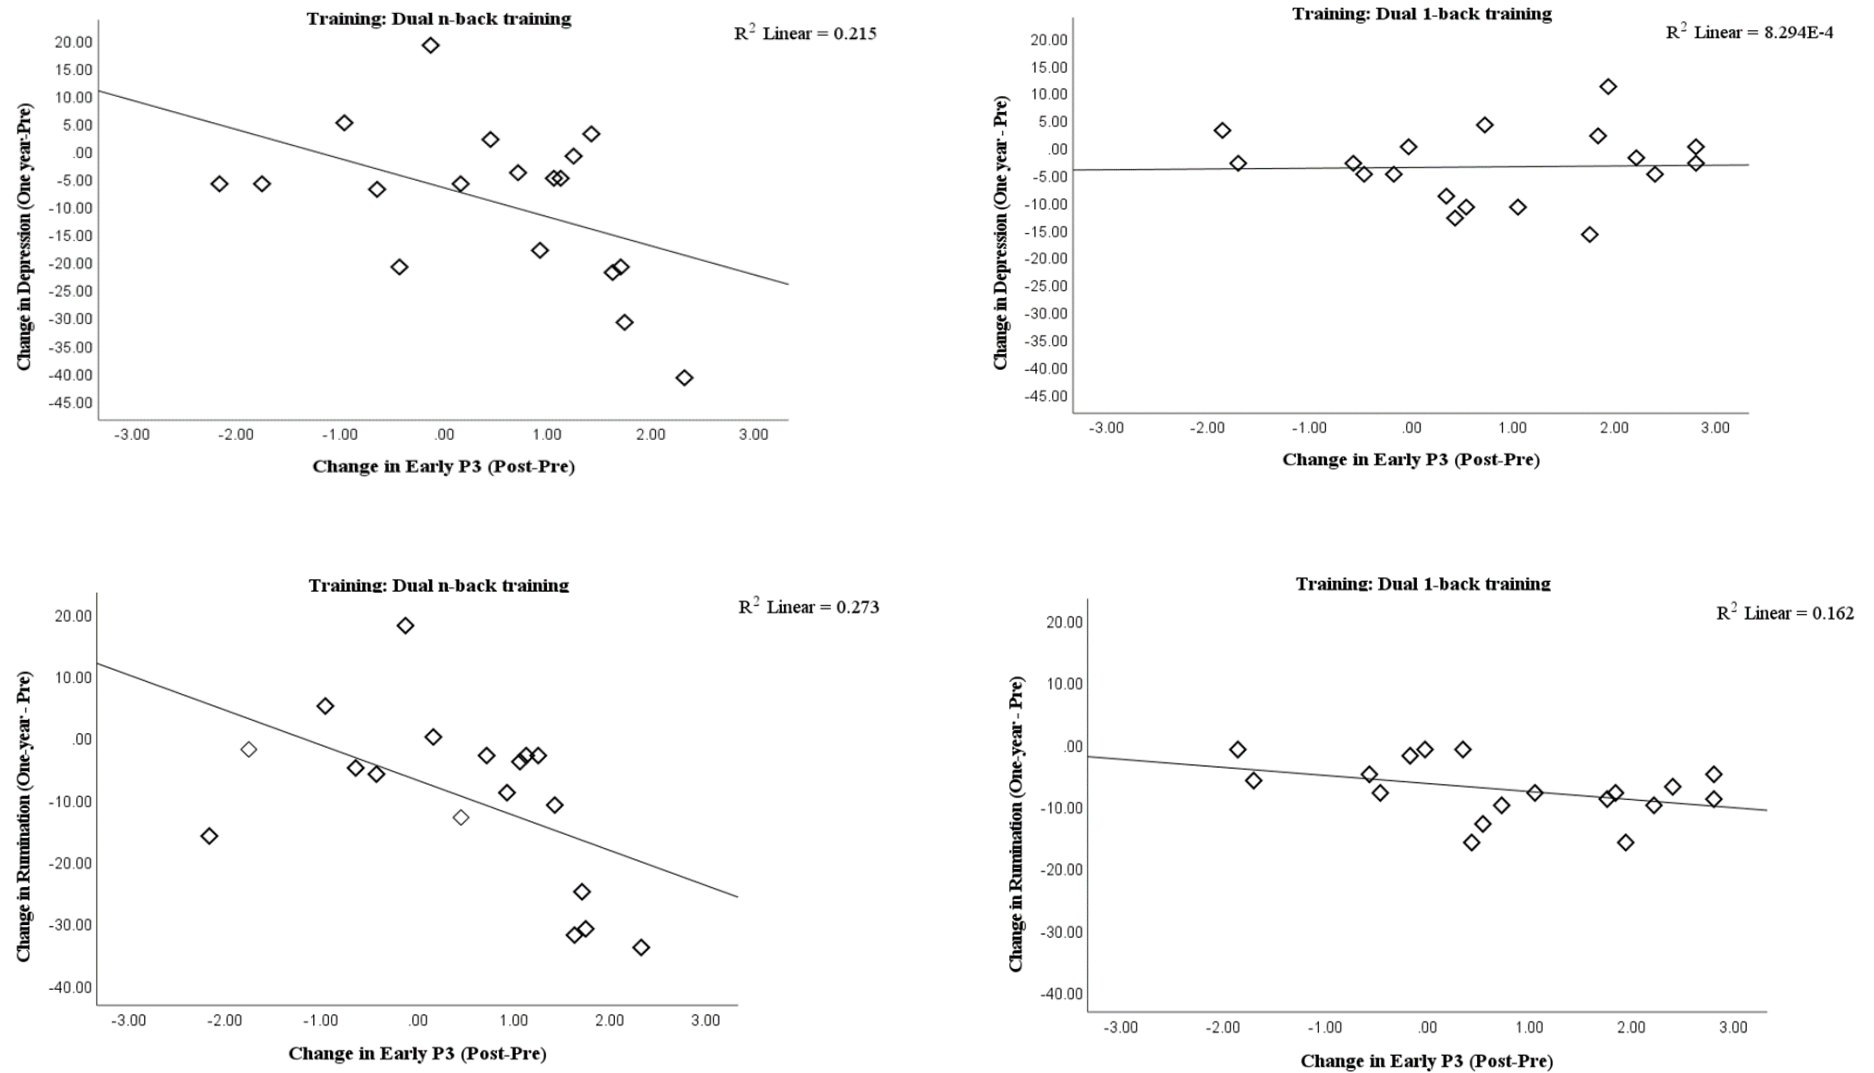 Training: Dual n-back training
R² Linear = 0.215
Change in Depression (One year-Pre)
20.00
15.00
10.00
5.00
.00
-5.00
-10.00
-15.00
-20.00
-25.00
-30.00
-35.00
-40.00
-45.00
-3.00 -2.00 -1.00 .00 1.00 2.00 3.00
Change in Early P3 (Post-Pre)
Training: Dual 1-back training
R² Linear = 8.294E-4
Change in Depression (One year - Pre)
20.00
15.00
10.00
5.00
.00
-5.00
-10.00
-15.00
-20.00
-25.00
-30.00
-35.00
-40.00
-45.00
-3.00 -2.00 -1.00 .00 1.00 2.00 3.00
Change in Early P3 (Post-Pre)
Training: Dual n-back training
R² Linear = 0.273
Change in Rumination (One-year - Pre)
20.00
10.00
.00
-10.00
-20.00
-30.00
-40.00
-3.00 -2.00 -1.00 .00 1.00 2.00 3.00
Change in Early P3 (Post-Pre)
Training: Dual 1-back training
R² Linear = 0.162
Change in Rumination (One-year - Pre)
20.00
10.00
.00
-10.00
-20.00
-30.00
-40.00
-3.00 -2.00 -1.00 .00 1.00 2.00 3.00
Change in Early P3 (Post-Pre)